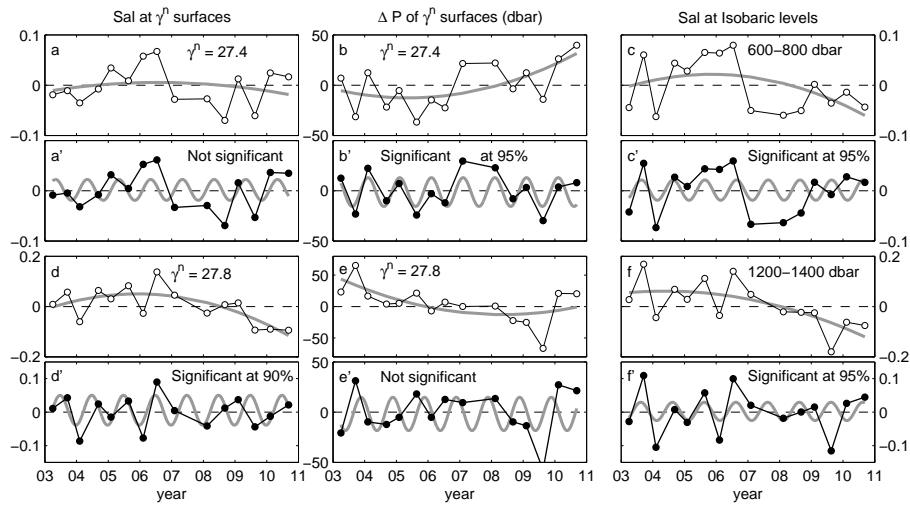 Sal at γⁿ surfaces
Δ P of γⁿ surfaces (dbar)
Sal at Isobaric levels
0.1
0
−0.1
a
γⁿ = 27.4
50
0
−50
b
γⁿ = 27.4
c
600−800 dbar
0.1
0
−0.1
0.1
0
−0.1
a'
Not significant
50
0
−50
b'
Significant at 95%
c'
Significant at 95%
0.1
0
−0.1
0.2
0
−0.2
d
γⁿ = 27.8
50
0
−50
e
γⁿ = 27.8
f
1200−1400 dbar
0.2
0
−0.2
0.1
0
−0.1
d'
Significant at 90%
50
0
−50
e'
Not significant
f'
Significant at 95%
0.1
0
−0.1
03 04 05 06 07 08 09 10 11
03 04 05 06 07 08 09 10 11
03 04 05 06 07 08 09 10 11
year
year
year